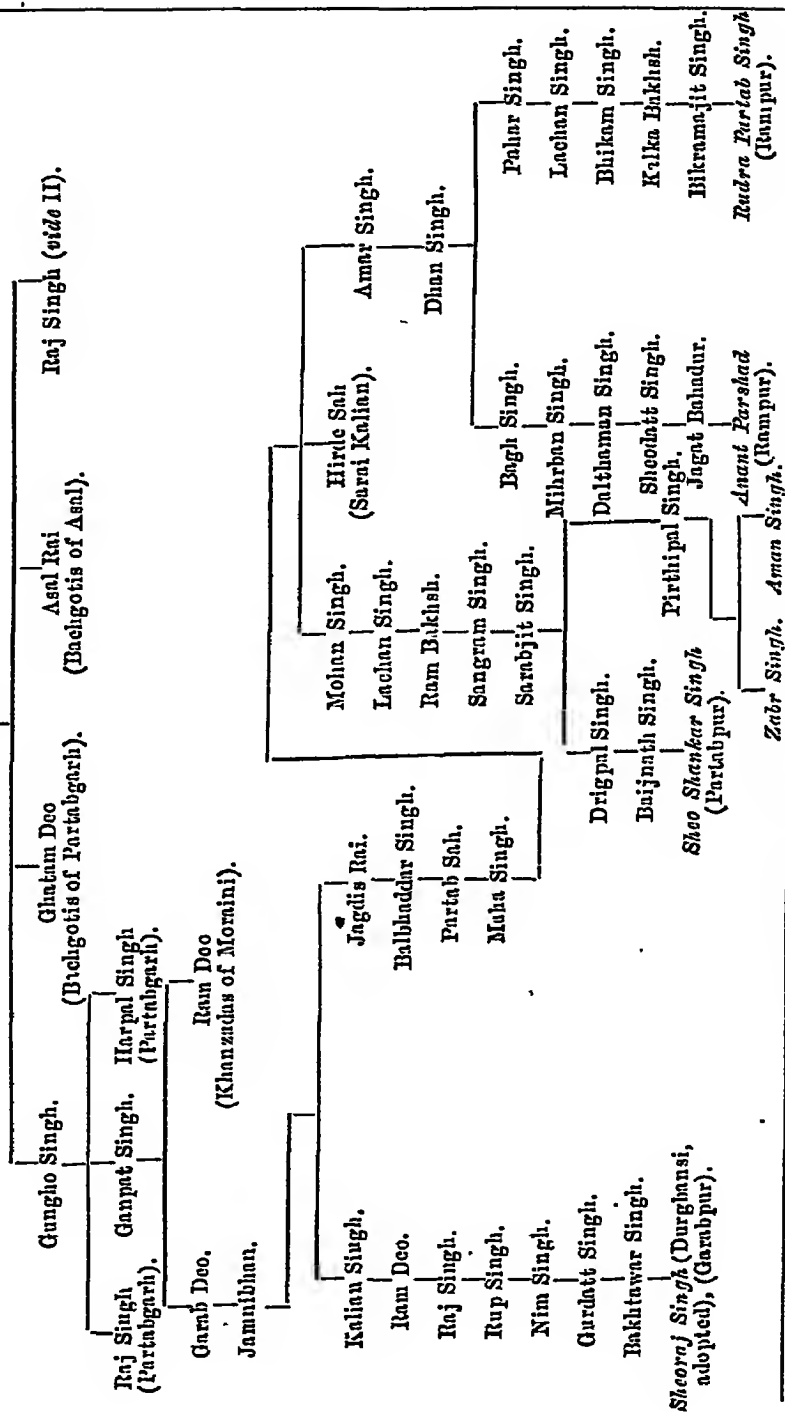 Gungho Singh.
Ghatam Deo
(Bachgotis of Partabgarh).
Asal Rai
(Bachgotis of Asal).
Raj Singh (vide II).
Raj Singh
(Partabgarh).
Ganpat Singh.
Harpal Singh
(Partabgarh).
Garab Deo.
Ram Deo
(Khanzadas of Moraini).
Jamnibhan.
Kalian Singh.
Ram Deo.
Raj Singh.
Rup Singh.
Nim Singh.
Gurdatt Singh.
Bakhtawar Singh.
Sheoraj Singh (Durgbansi,
adopted), (Garabpur).
Jagdis Rai.
Balbhaddar Singh.
Partab Sah.
Maha Singh.
Mohan Singh.
Lachan Singh.
Ram Bakhsh.
Sangram Singh.
Sarabjit Singh.
Hirde Sah
(Sarai Kalian).
Amar Singh.
Dhan Singh.
Drigpal Singh.
Baijnath Singh.
Sheo Shankar Singh
(Partabpur).
Pirthipal Singh.
Zabr Singh.
Aman Singh.
Bagh Singh.
Mihrban Singh.
Dalthaman Singh.
Sheodatt Singh.
Jagat Bahadur.
Anant Parshad
(Rampur).
Pahar Singh.
Lachan Singh.
Bhikam Singh.
Kalka Bakhsh.
Bikramajit Singh.
Rudra Partab Singh
(Rampur).